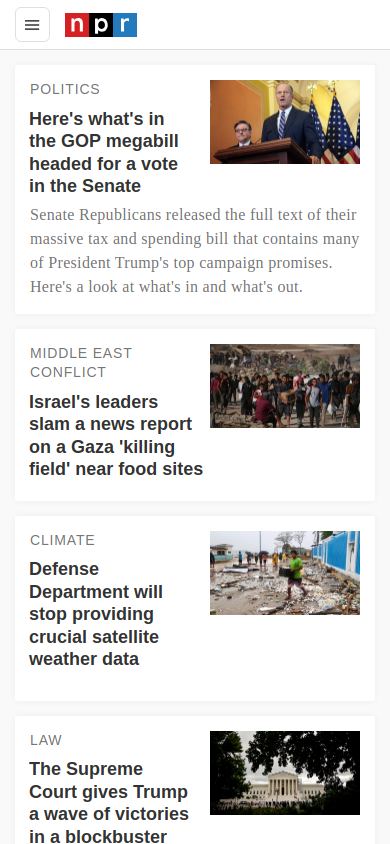 npr
POLITICS
Here's what's in
the GOP megabill
headed for a vote
in the Senate
Senate Republicans released the full text of their
massive tax and spending bill that contains many
of President Trump's top campaign promises.
Here's a look at what's in and what's out.
MIDDLE EAST
CONFLICT
Israel's leaders
slam a news report
on a Gaza 'killing
field' near food sites
CLIMATE
Defense
Department will
stop providing
crucial satellite
weather data
LAW
The Supreme
Court gives Trump
a wave of victories
in a blockbuster